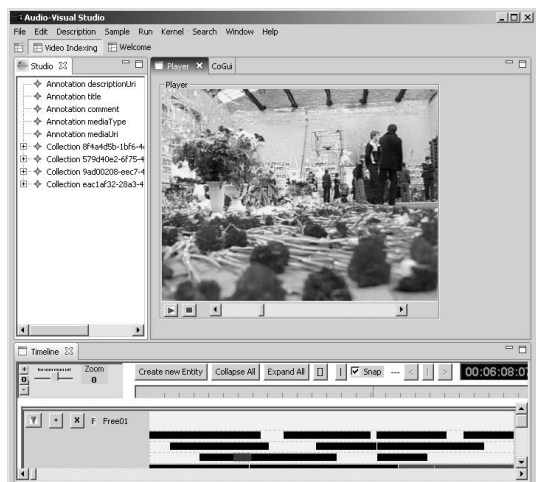 Audio-Visual Studio
File Edit Description Sample Run Kernel Search Window Help
Video Indexing Welcome
Studio
Player CoGui
Player
Annotation descriptionUri
Annotation title
Annotation comment
Annotation mediaType
Annotation mediaUri
Collection 8f4a4d5b-1bf6-4
Collection 579d40e2-6f75-4
Collection 9ad00208-eec7-4
Collection eac1af32-28a3-4
Timeline
Zoom
0
0
Create new Entity Collapse All Expand All [] | Snap --- < | > 00:06:08:07
F Free01